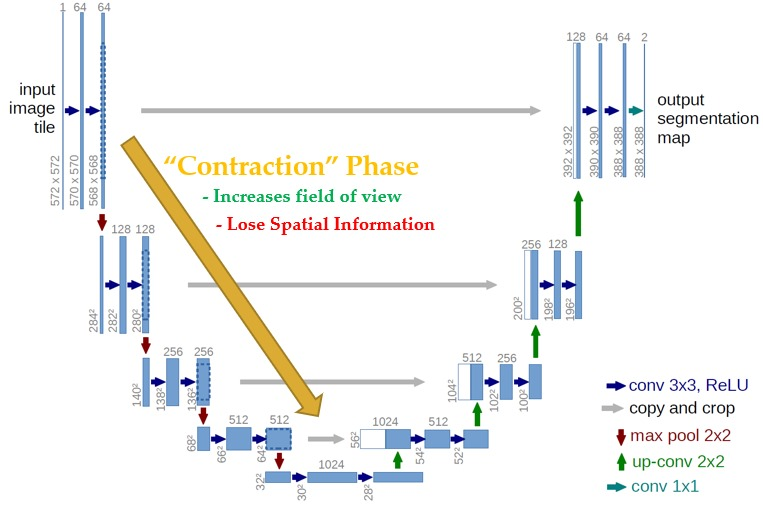 1 64 64
128 64 64 2
input
image
tile
output
segmentation
map
572 x 572
570 x 570
568 x 568
392 x 392
390 x 390
388 x 388
388 x 388
“Contraction” Phase
- Increases field of view
- Lose Spatial Information
128 128
256 128
284²
282²
280²
200²
198²
196²
256 256
512 256
140²
138²
136²
104²
102²
100²
512 512
1024 512
68²
66²
64²
56²
54²
52²
1024
32²
30²
28²
conv 3x3, ReLU
copy and crop
max pool 2x2
up-conv 2x2
conv 1x1